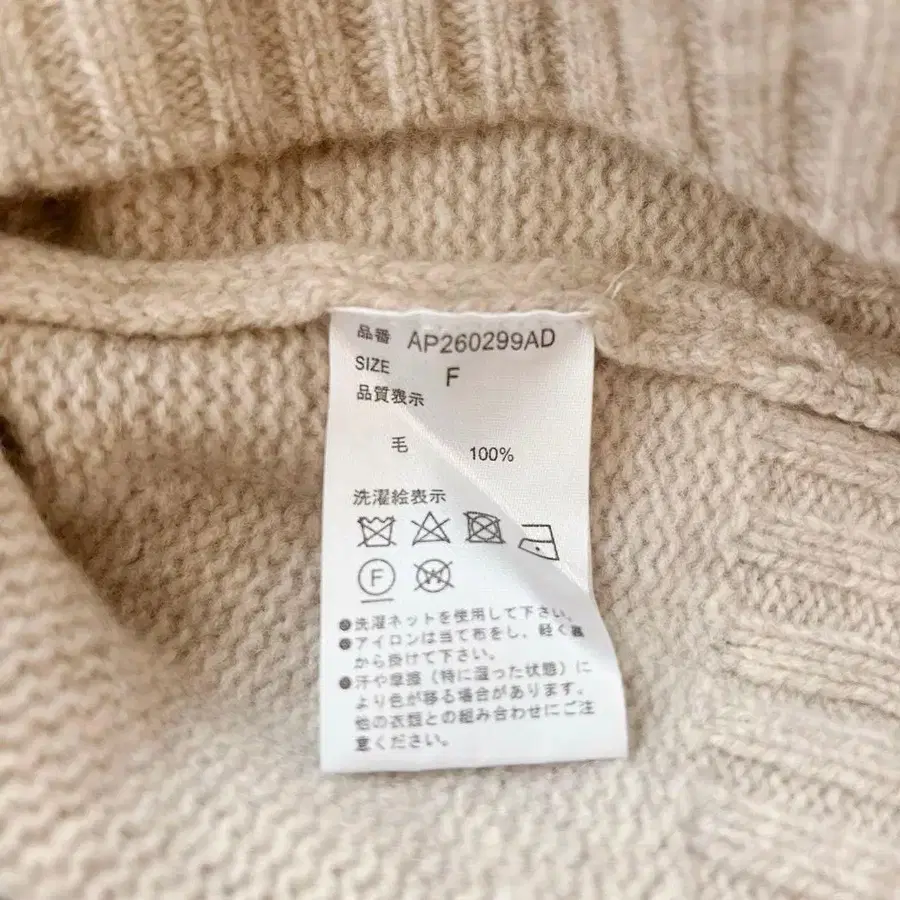 品番 AP260299AD
SIZE F
品質表示
毛 100%
洗濯絵表示
F W
●洗濯ネットを使用して下さい。
●アイロンは当て布をし、軽く裏
から掛けて下さい。
●汗や摩擦（特に湿った状態）に
より色が移る場合があります。
他の衣類との組み合わせにご注
意ください。